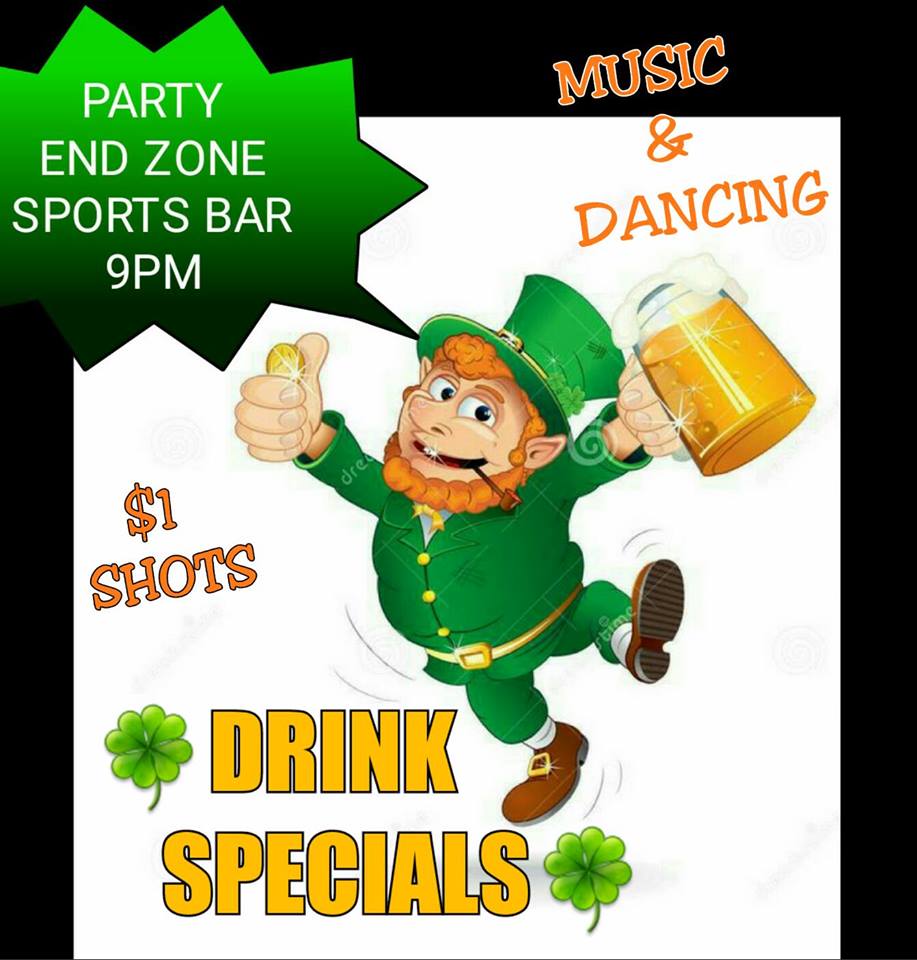 PARTY
END ZONE
SPORTS BAR
9PM
MUSIC
&
DANCING
$1
SHOTS
DRINK
SPECIALS